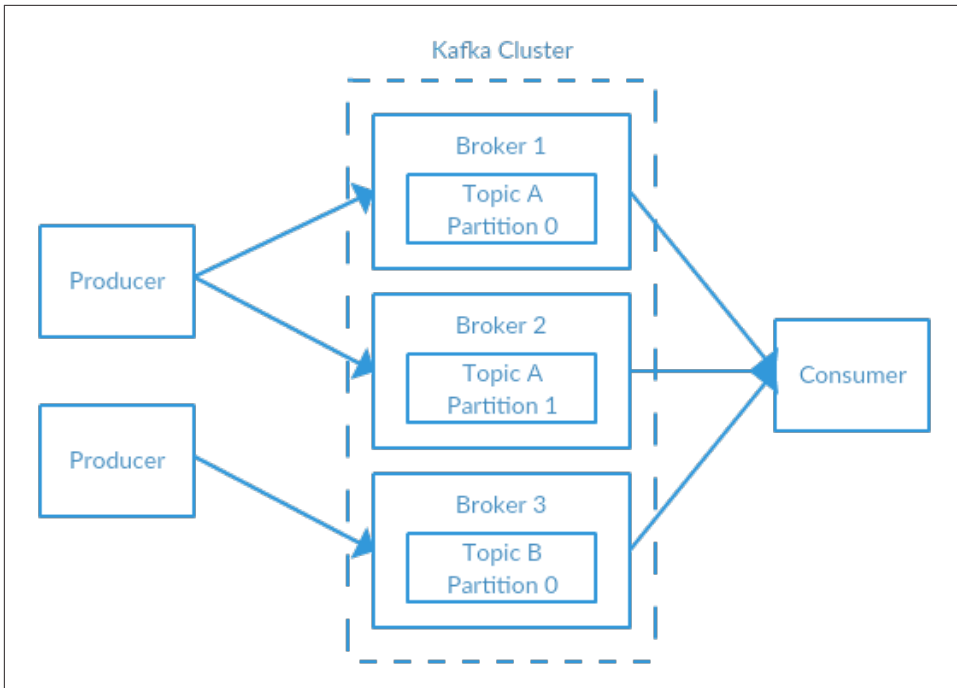 Kafka Cluster
Broker 1
Topic A
Partition 0
Producer
Broker 2
Topic A
Partition 1
Consumer
Producer
Broker 3
Topic B
Partition 0